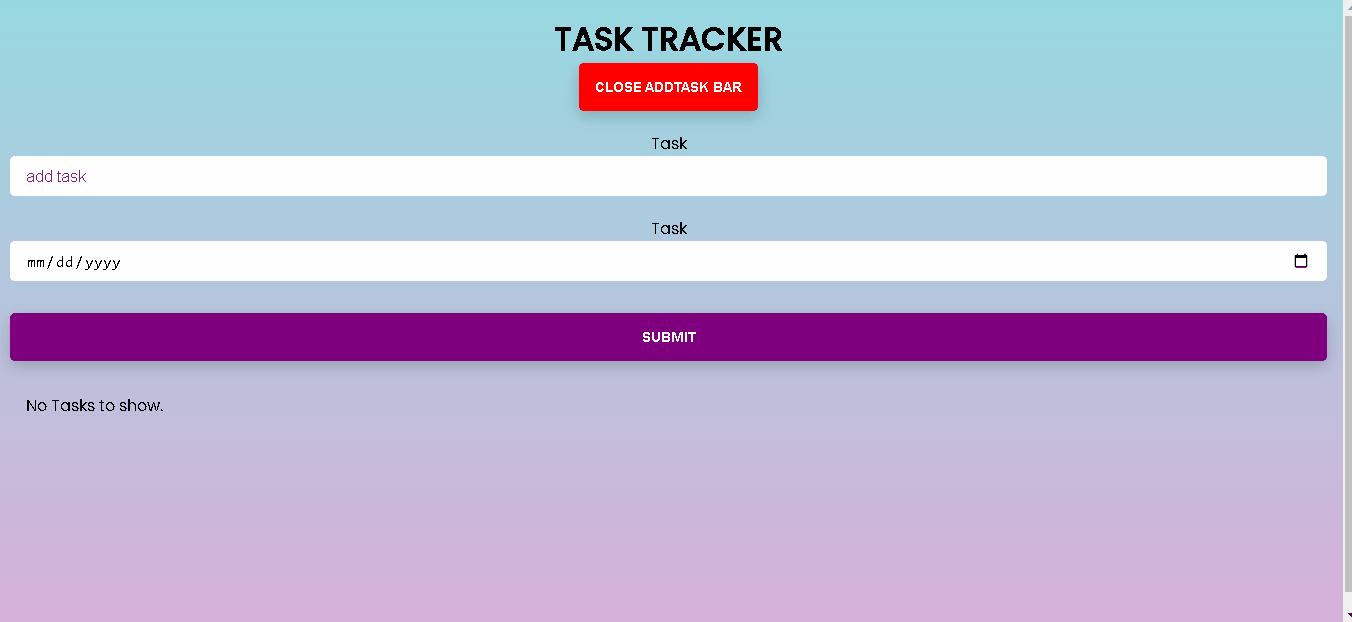 TASK TRACKER
CLOSE ADDTASK BAR
Task
add task
Task
mm/dd/yyyy
SUBMIT
No Tasks to show.